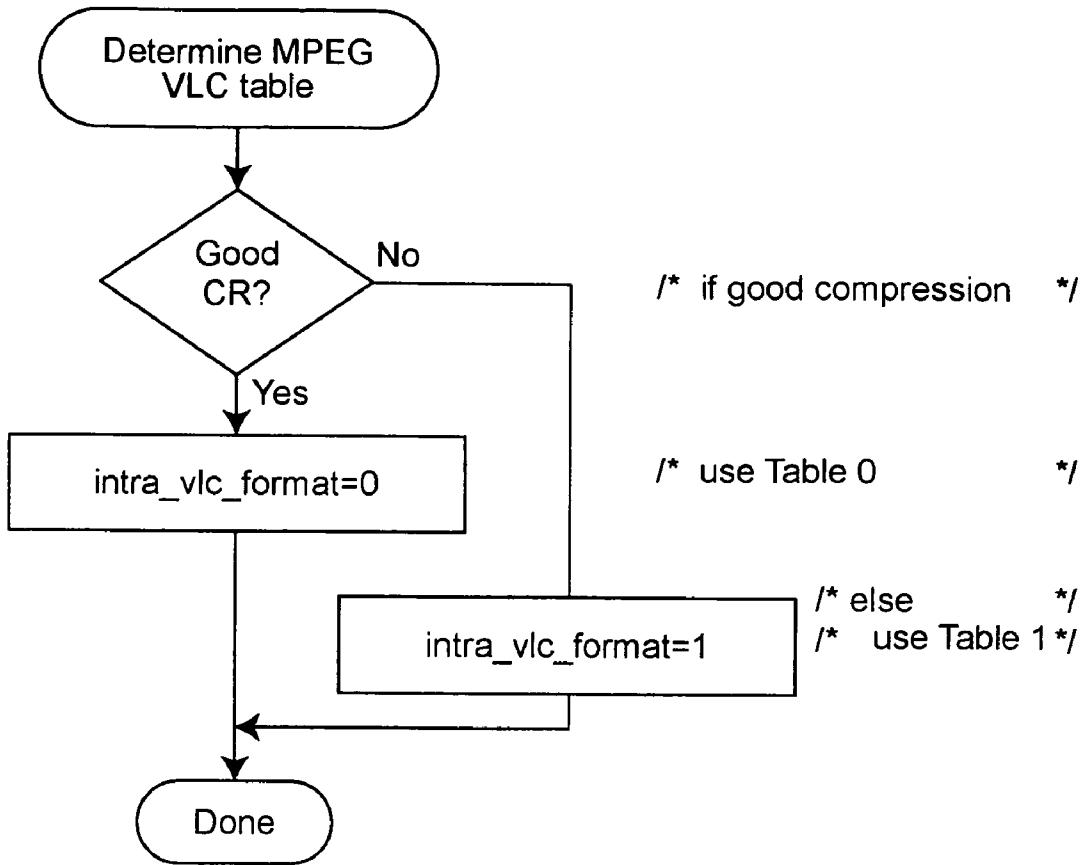 Determine MPEG
VLC table
Good
CR?
No
/* if good compression */
Yes
intra_vlc_format=0
/* use Table 0 */
/* else */
intra_vlc_format=1
/* use Table 1 */
Done